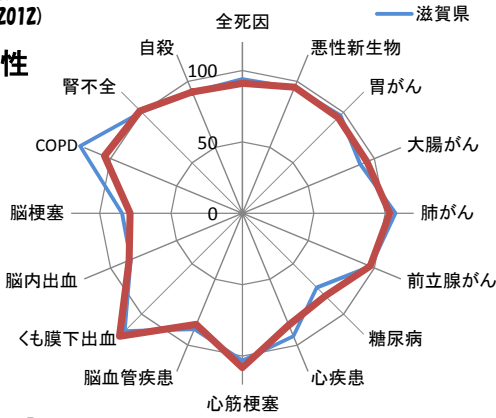 2012)
滋賀県
性
全死因
悪性新生物
胃がん
大腸がん
肺がん
前立腺がん
糖尿病
心疾患
心筋梗塞
脳血管疾患
くも膜下出血
脳内出血
脳梗塞
COPD
腎不全
自殺
100
50
0